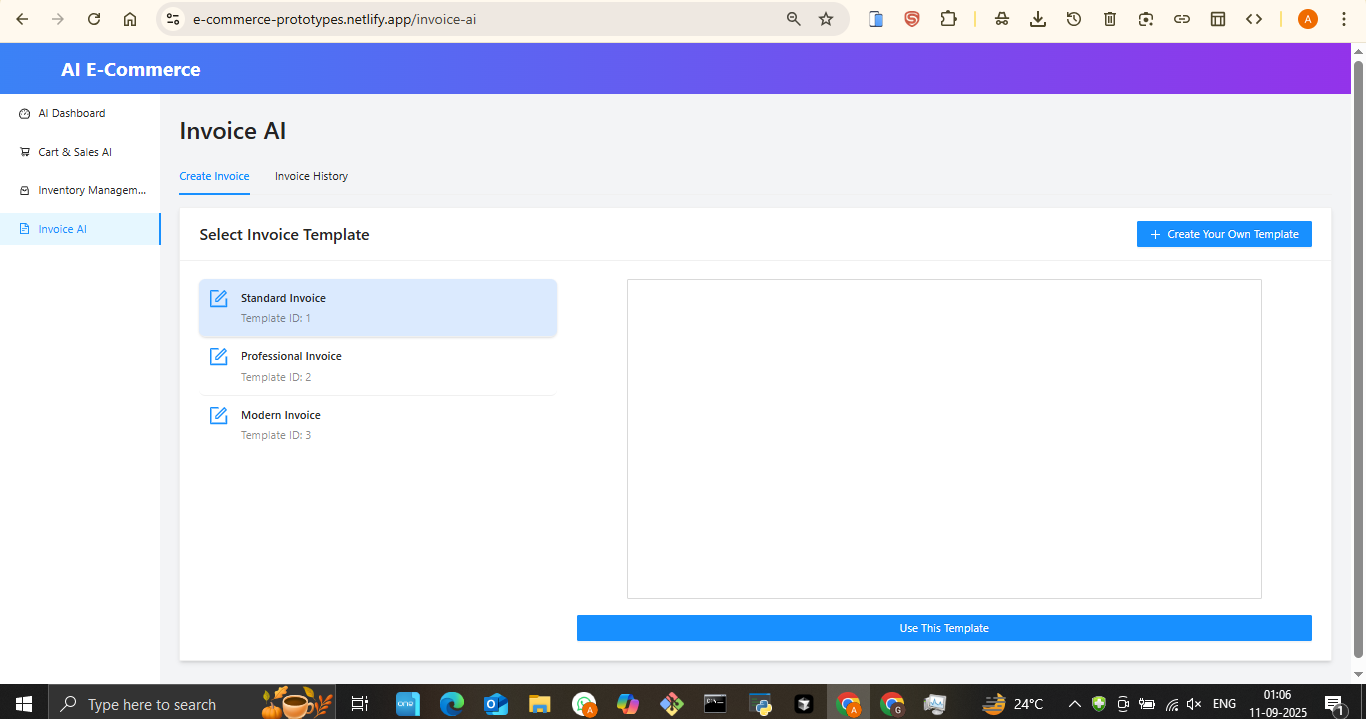 e-commerce-prototypes.netlify.app/invoice-ai
A
AI E-Commerce
AI Dashboard
Cart & Sales AI
Inventory Managem...
Invoice AI
Invoice AI
Create Invoice
Invoice History
Select Invoice Template
+ Create Your Own Template
Standard Invoice
Template ID: 1
Professional Invoice
Template ID: 2
Modern Invoice
Template ID: 3
Use This Template
Type here to search
one
A
A
G
24°C
ENG
01:06
11-09-2025
1